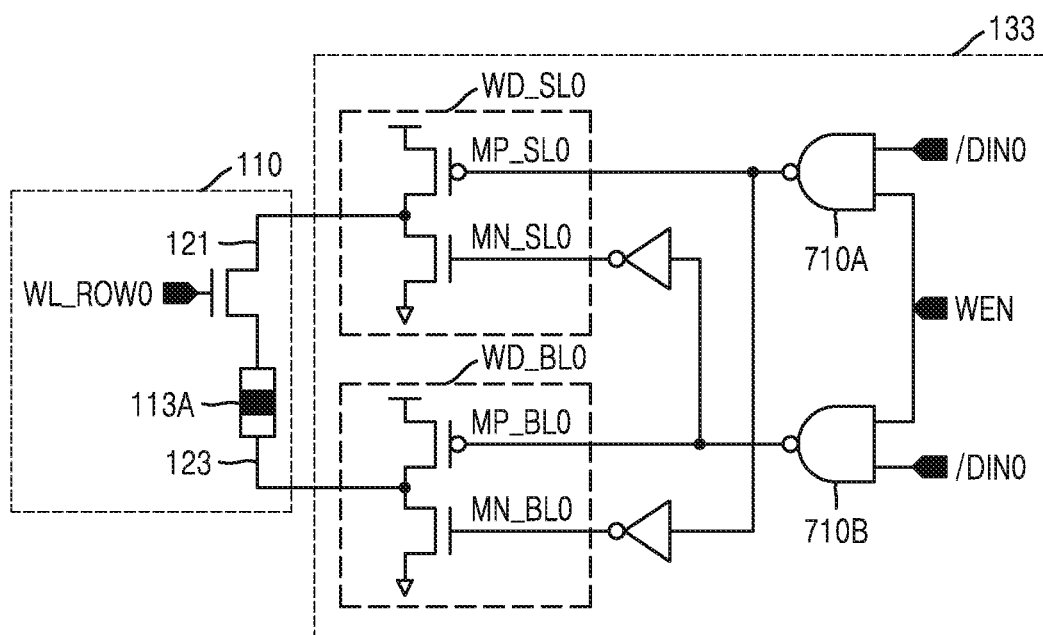 133
WD_SL0
MP_SL0
/DIN0
110
121
MN_SL0
710A
WL_ROW0
WEN
WD_BL0
113A
MP_BL0
123
/DIN0
MN_BL0
710B